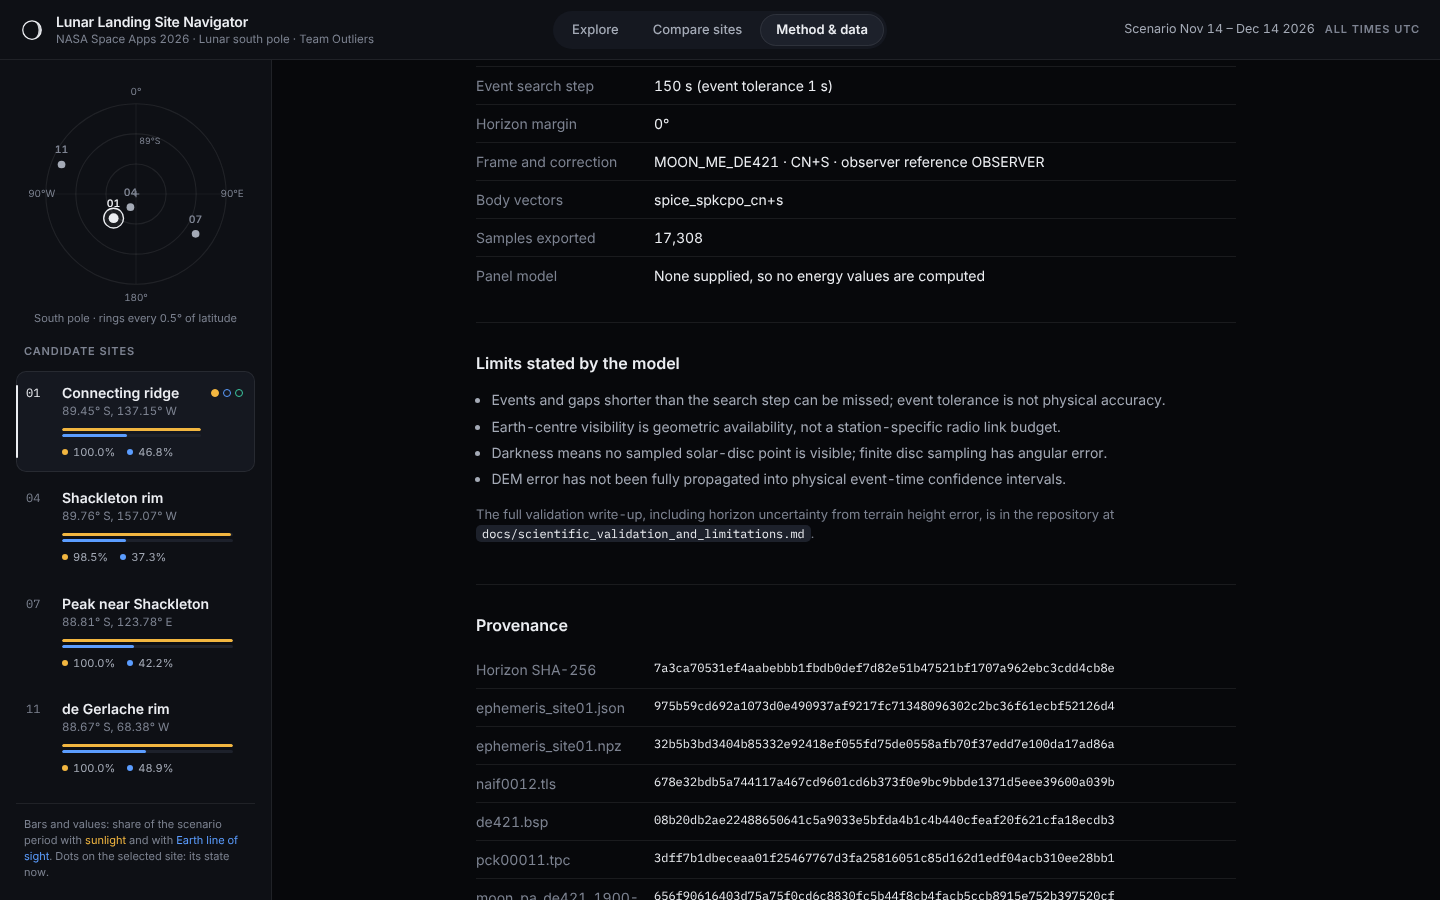 Lunar Landing Site Navigator
NASA Space Apps 2026 · Lunar south pole · Team Outliers
Explore
Compare sites
Method & data
Scenario Nov 14 – Dec 14 2026 ALL TIMES UTC
0°
89°S
11
90°W
04
90°E
01
07
180°
South pole · rings every 0.5° of latitude
CANDIDATE SITES
01 Connecting ridge
89.45° S, 137.15° W
100.0% 46.8%
04 Shackleton rim
89.76° S, 157.07° W
98.5% 37.3%
07 Peak near Shackleton
88.81° S, 123.78° E
100.0% 42.2%
11 de Gerlache rim
88.67° S, 68.38° W
100.0% 48.9%
Bars and values: share of the scenario
period with sunlight and with Earth line of
sight. Dots on the selected site: its state
now.
Event search step 150 s (event tolerance 1 s)
Horizon margin 0°
Frame and correction MOON_ME_DE421 · CN+S · observer reference OBSERVER
Body vectors spice_spkcpo_cn+s
Samples exported 17,308
Panel model None supplied, so no energy values are computed
Limits stated by the model
• Events and gaps shorter than the search step can be missed; event tolerance is not physical accuracy.
• Earth-centre visibility is geometric availability, not a station-specific radio link budget.
• Darkness means no sampled solar-disc point is visible; finite disc sampling has angular error.
• DEM error has not been fully propagated into physical event-time confidence intervals.
The full validation write-up, including horizon uncertainty from terrain height error, is in the repository at
docs/scientific_validation_and_limitations.md.
Provenance
Horizon SHA-256 7a3ca70531ef4aabebbb1fbdb0def7d82e51b47521bf1707a962ebc3cdd4cb8e
ephemeris_site01.json 975b59cd692a1073d0e490937af9217fc71348096302c2bc36f61ecbf52126d4
ephemeris_site01.npz 32b5b3bd3404b85332e92418ef055fd75de0558afb70f37edd7e100da17ad86a
naif0012.tls 678e32bdb5a744117a467cd9601cd6b373f0e9bc9bbde1371d5eee39600a039b
de421.bsp 08b20db2ae22488650641c5a9033e5bfda4b1c4b440cfeaf20f621cfa18ecdb3
pck00011.tpc 3dff7b1dbeceaa01f25467767d3fa25816051c85d162d1edf04acb310ee28bb1
moon_pa_de421_1900- 656f90616403d75a75f0cd6c8830fc5b44f8cb4facb5ccb8915e752b397520cf